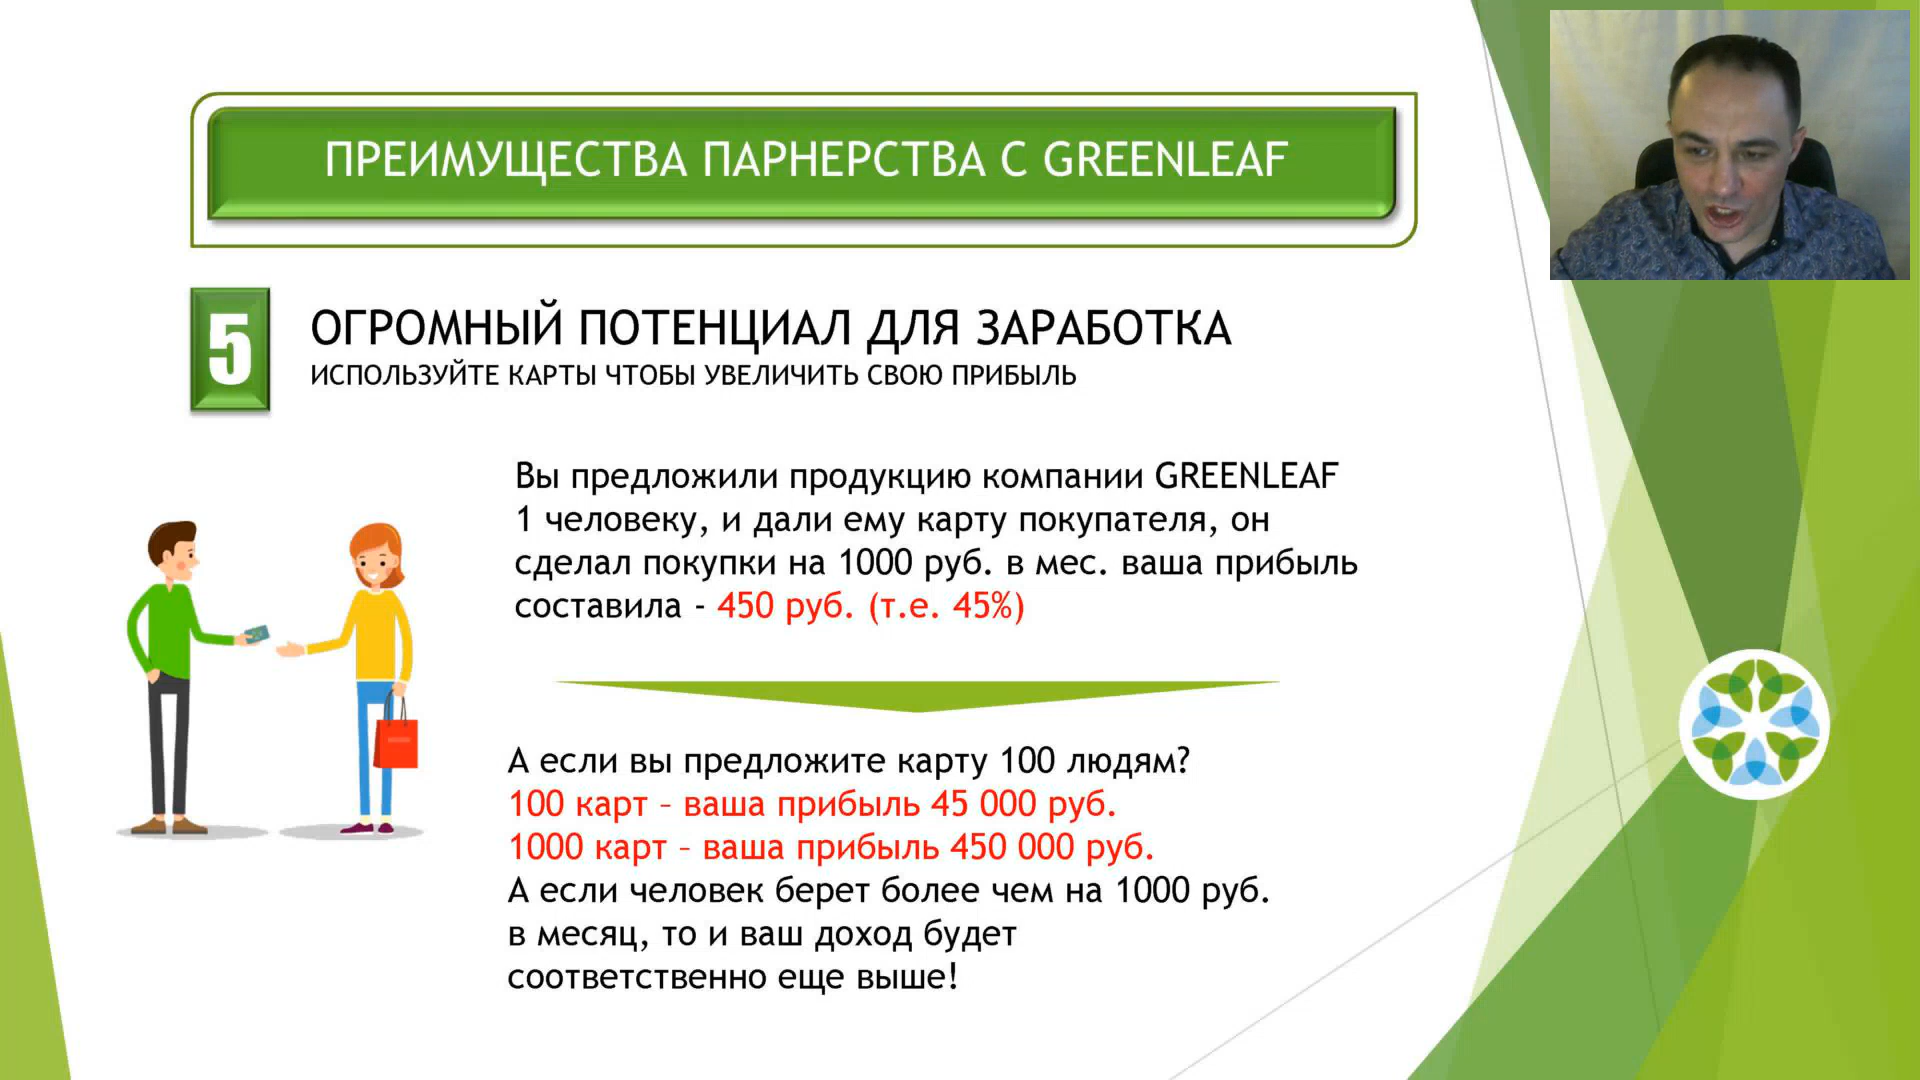 ПРЕИМУЩЕСТВА ПАРНЕРСТВА С GREENLEAF
5
ОГРОМНЫЙ ПОТЕНЦИАЛ ДЛЯ ЗАРАБОТКА
ИСПОЛЬЗУЙТЕ КАРТЫ ЧТОБЫ УВЕЛИЧИТЬ СВОЮ ПРИБЫЛЬ
Вы предложили продукцию компании GREENLEAF
1 человеку, и дали ему карту покупателя, он
сделал покупки на 1000 руб. в мес. ваша прибыль
составила - 450 руб. (т.е. 45%)
А если вы предложите карту 100 людям?
100 карт – ваша прибыль 45 000 руб.
1000 карт – ваша прибыль 450 000 руб.
А если человек берет более чем на 1000 руб.
в месяц, то и ваш доход будет
соответственно еще выше!